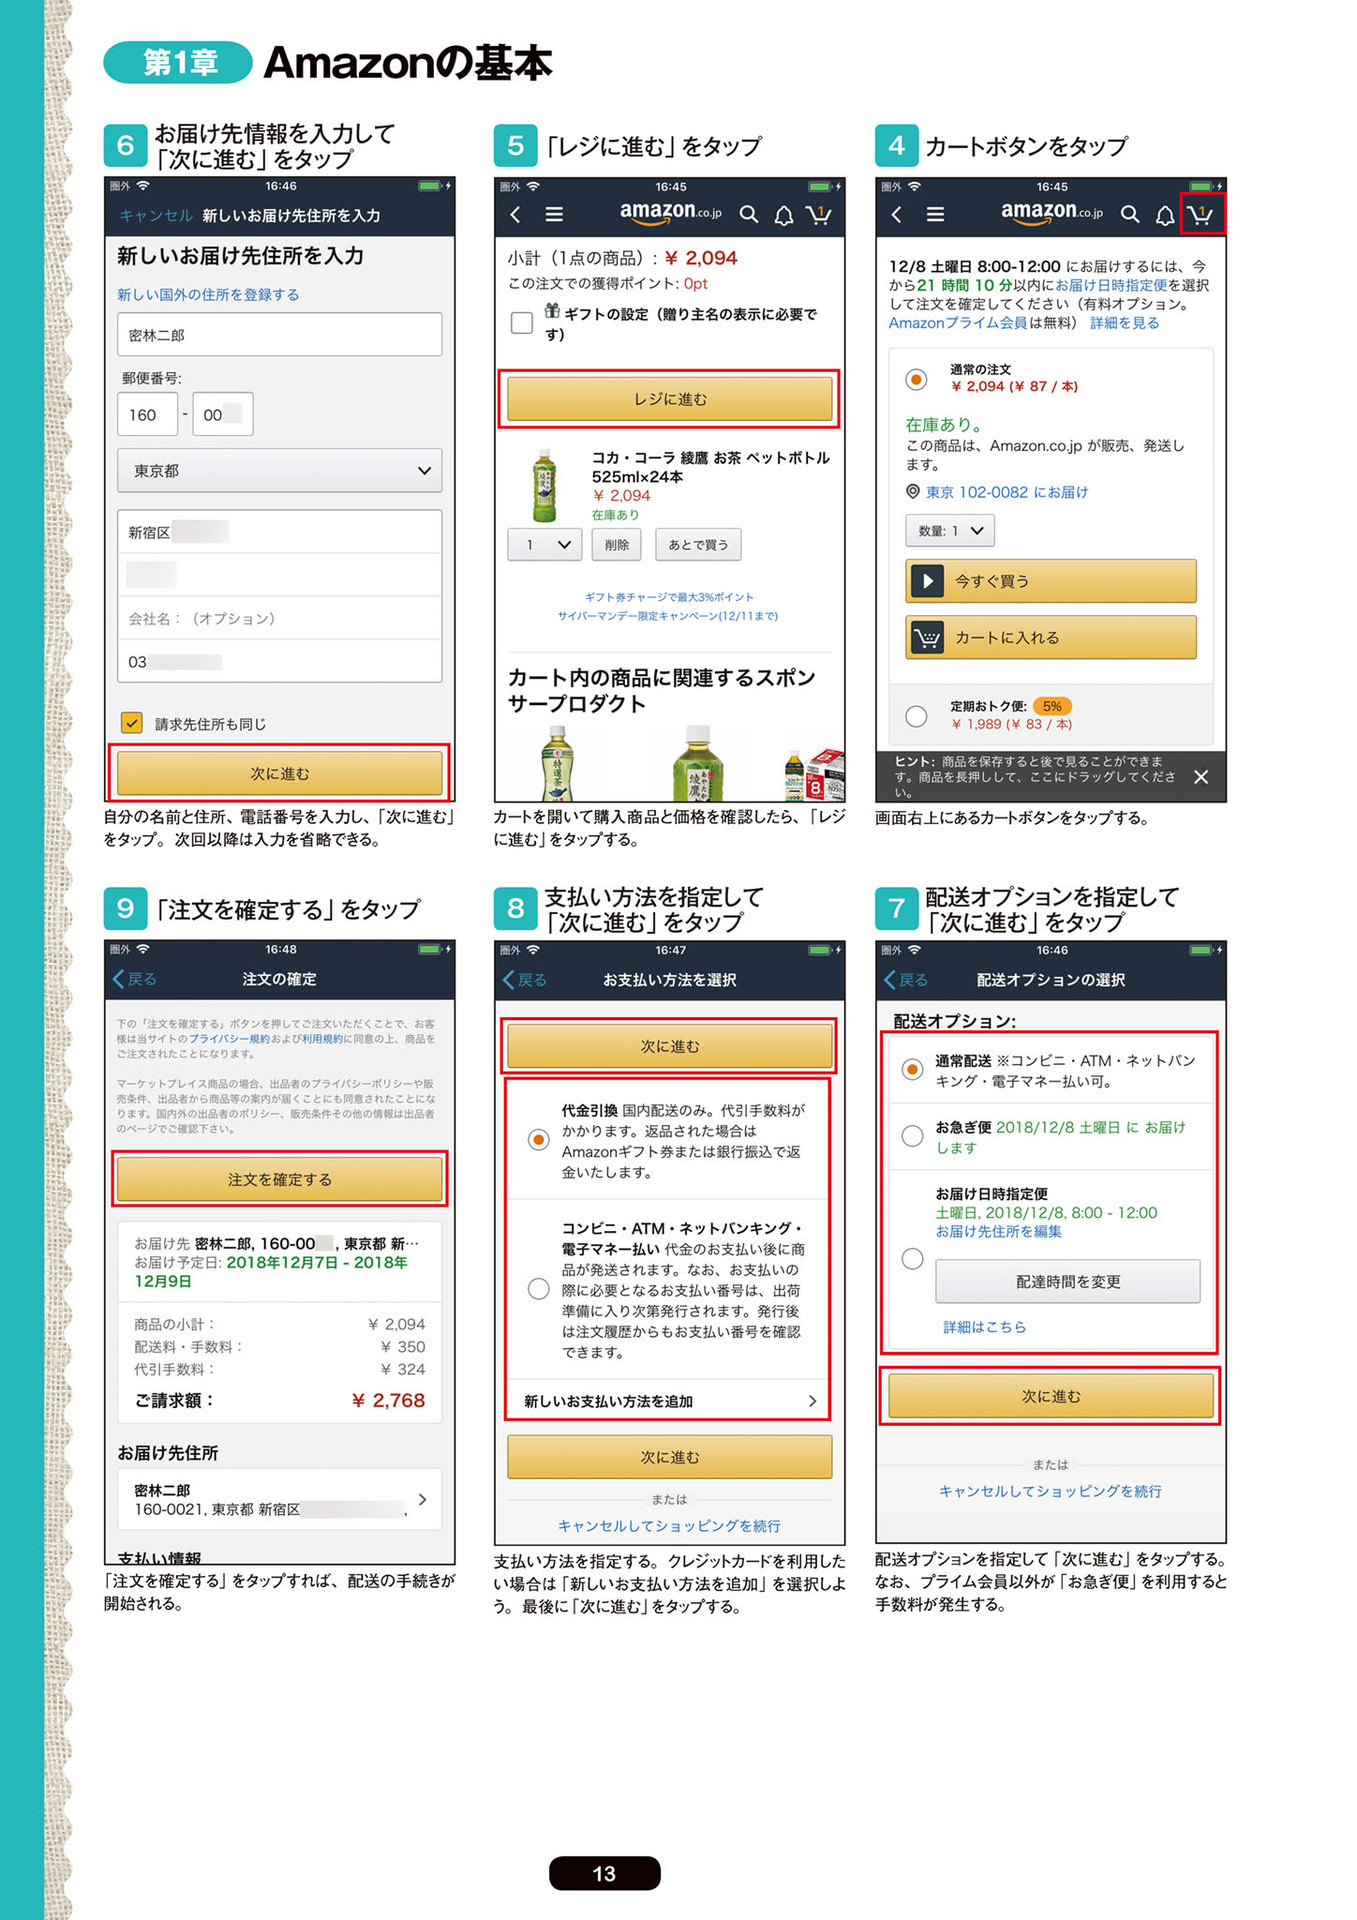 第1章 Amazonの基本
4 カートボタンをタップ
圏外 16:45
amazon.co.jp 1
12/8 土曜日 8:00-12:00 にお届けするには、今
から21 時間 10 分以内にお届け日時指定便を選択
して注文を確定してください（有料オプション。
Amazonプライム会員は無料） 詳細を見る
通常の注文
￥ 2,094 (￥ 87 / 本)
在庫あり。
この商品は、Amazon.co.jp が販売、発送し
ます。
東京 102-0082 にお届け
数量: 1
今すぐ買う
カートに入れる
定期おトク便: 5%
￥ 1,989 (￥ 83 / 本)
ヒント: 商品を保存すると後で見ることができま
す。商品を長押しして、ここにドラッグしてくださ
い。
画面右上にあるカートボタンをタップする。
5 「レジに進む」をタップ
圏外 16:45
amazon.co.jp 1
小計（1点の商品）: ￥ 2,094
この注文での獲得ポイント: 0pt
ギフトの設定（贈り主名の表示に必要で
す）
レジに進む
コカ・コーラ 綾鷹 お茶 ペットボトル
525ml×24本
￥ 2,094
在庫あり
1 削除 あとで買う
ギフト券チャージで最大3%ポイント
サイバーマンデー限定キャンペーン(12/11まで)
カート内の商品に関連するスポン
サープロダクト
カートを開いて購入商品と価格を確認したら、「レジ
に進む」をタップする。
6 お届け先情報を入力して
「次に進む」をタップ
圏外 16:46
キャンセル 新しいお届け先住所を入力
新しいお届け先住所を入力
新しい国外の住所を登録する
密林二郎
郵便番号:
160 - 00
東京都
新宿区
会社名：（オプション）
03
請求先住所も同じ
次に進む
自分の名前と住所、電話番号を入力し、「次に進む」
をタップ。次回以降は入力を省略できる。
7 配送オプションを指定して
「次に進む」をタップ
圏外 16:46
戻る 配送オプションの選択
配送オプション:
通常配送 ※コンビニ・ATM・ネットバン
キング・電子マネー払い可。
お急ぎ便 2018/12/8 土曜日 に お届け
します
お届け日時指定便
土曜日, 2018/12/8, 8:00 - 12:00
お届け先住所を編集
配達時間を変更
詳細はこちら
次に進む
または
キャンセルしてショッピングを続行
配送オプションを指定して「次に進む」をタップする。
なお、プライム会員以外が「お急ぎ便」を利用すると
手数料が発生する。
8 支払い方法を指定して
「次に進む」をタップ
圏外 16:47
戻る お支払い方法を選択
次に進む
代金引換 国内配送のみ。代引手数料が
かかります。返品された場合は
Amazonギフト券または銀行振込で返
金いたします。
コンビニ・ATM・ネットバンキング・
電子マネー払い 代金のお支払い後に商
品が発送されます。なお、お支払いの
際に必要となるお支払い番号は、出荷
準備に入り次第発行されます。発行後
は注文履歴からもお支払い番号を確認
できます。
新しいお支払い方法を追加
次に進む
または
キャンセルしてショッピングを続行
支払い方法を指定する。クレジットカードを利用した
い場合は「新しいお支払い方法を追加」を選択しよ
う。最後に「次に進む」をタップする。
9 「注文を確定する」をタップ
圏外 16:48
戻る 注文の確定
下の「注文を確定する」ボタンを押してご注文いただくことで、お客
様は当サイトのプライバシー規約および利用規約に同意の上、商品を
ご注文されたことになります。
マーケットプレイス商品の場合、出品者のプライバシーポリシーや販
売条件、出品者から商品等の案内が届くことにも同意されたことにな
ります。国内外の出品者のポリシー、販売条件その他の情報は出品者
のページでご確認下さい。
注文を確定する
お届け先 密林二郎, 160-00 , 東京都 新…
お届け予定日: 2018年12月7日 - 2018年
12月9日
商品の小計： ￥ 2,094
配送料・手数料： ￥ 350
代引手数料： ￥ 324
ご請求額： ￥ 2,768
お届け先住所
密林二郎
160-0021, 東京都 新宿区 ,
支払い情報
「注文を確定する」をタップすれば、配送の手続きが
開始される。
13